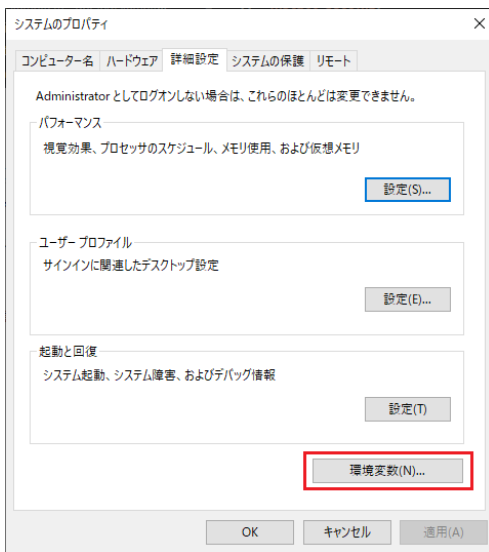 システムのプロパティ
コンピューター名 ハードウェア 詳細設定 システムの保護 リモート
Administrator としてログオンしない場合は、これらのほとんどは変更できません。
パフォーマンス
視覚効果、プロセッサのスケジュール、メモリ使用、および仮想メモリ
設定(S)...
ユーザー プロファイル
サインインに関連したデスクトップ設定
設定(E)...
起動と回復
システム起動、システム障害、およびデバッグ情報
設定(T)
環境変数(N)...
OK キャンセル 適用(A)